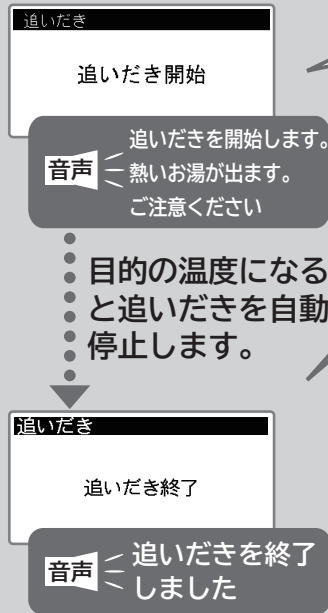 追いだき
追いだき開始
音声
追いだきを開始します。
熱いお湯が出ます。
ご注意ください
目的の温度になる
と追いだきを自動
停止します。
追いだき
追いだき終了
音声
追いだきを終了
しました